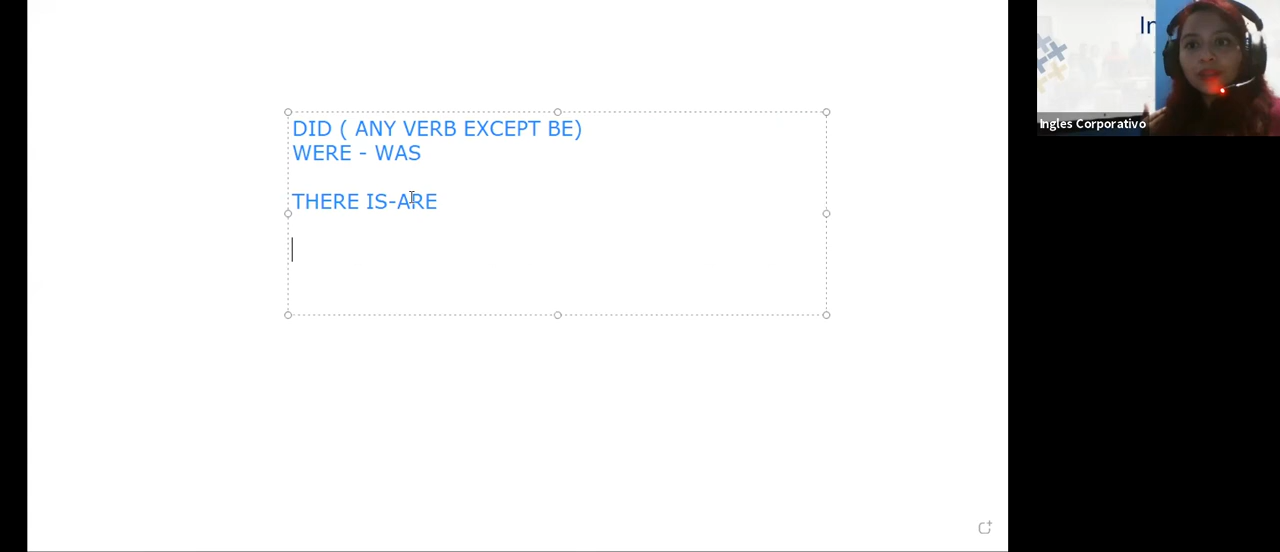 DID ( ANY VERB EXCEPT BE)
WERE - WAS
THERE IS-ARE
Ingles Corporativo